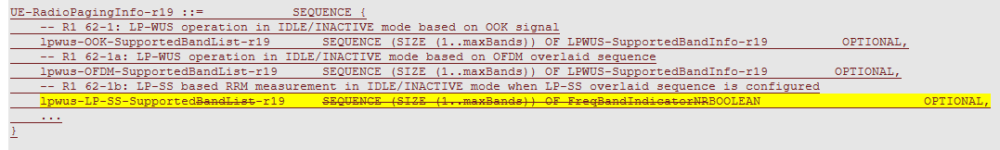 UE-RadioPagingInfo-r19 ::= SEQUENCE {
-- R1 62-1: LP-WUS operation in IDLE/INACTIVE mode based on OOK signal
lpwus-OOK-SupportedBandList-r19 SEQUENCE (SIZE (1..maxBands)) OF LPWUS-SupportedBandInfo-r19 OPTIONAL,
-- R1 62-1a: LP-WUS operation in IDLE/INACTIVE mode based on OFDM overlaid sequence
lpwus-OFDM-SupportedBandList-r19 SEQUENCE (SIZE (1..maxBands)) OF LPWUS-SupportedBandInfo-r19 OPTIONAL,
-- R1 62-1b: LP-SS based RRM measurement in IDLE/INACTIVE mode when LP-SS overlaid sequence is configured
lpwus-LP-SS-SupportedBandList-r19 SEQUENCE (SIZE (1..maxBands)) OF FreqBandIndicatorNRBOOLEAN OPTIONAL,
...
}